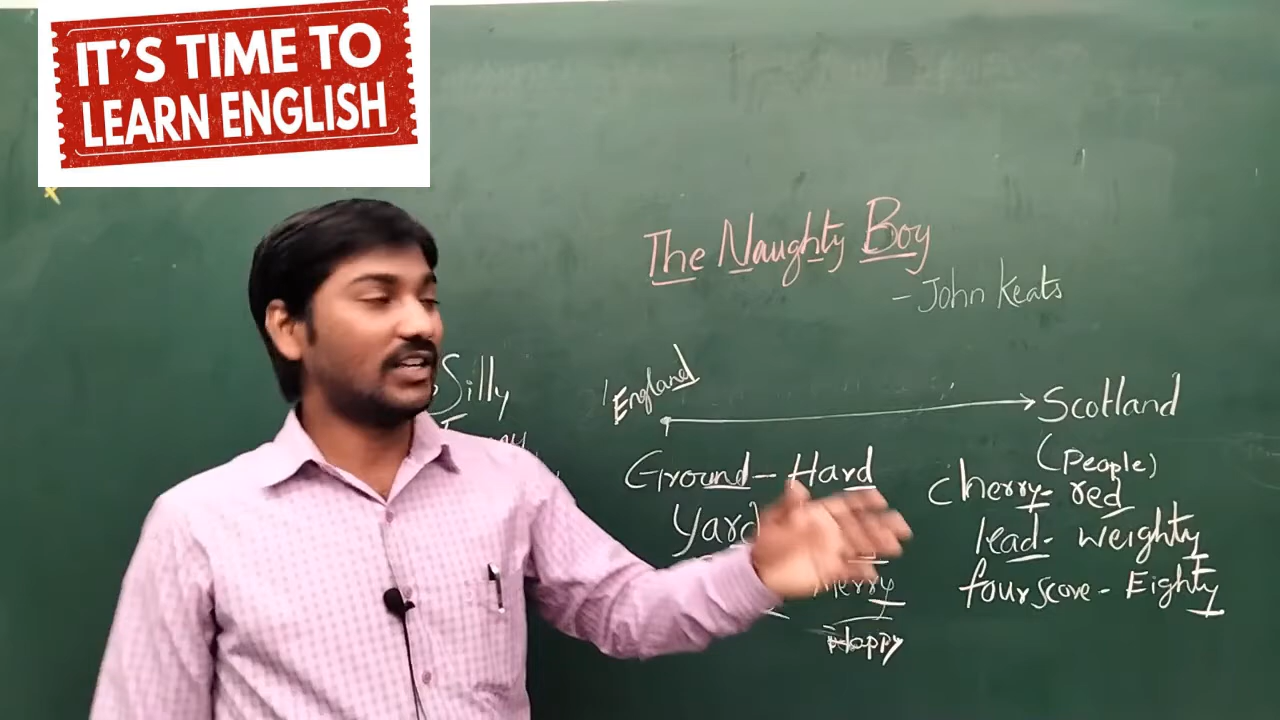 IT'S TIME TO
LEARN ENGLISH
The Naughty Boy
- John Keats
Silly
England
Scotland
(People)
Ground - Hard
Yard
merry
Happy
Cherry - red
lead - weighty
fourscore - Eighty